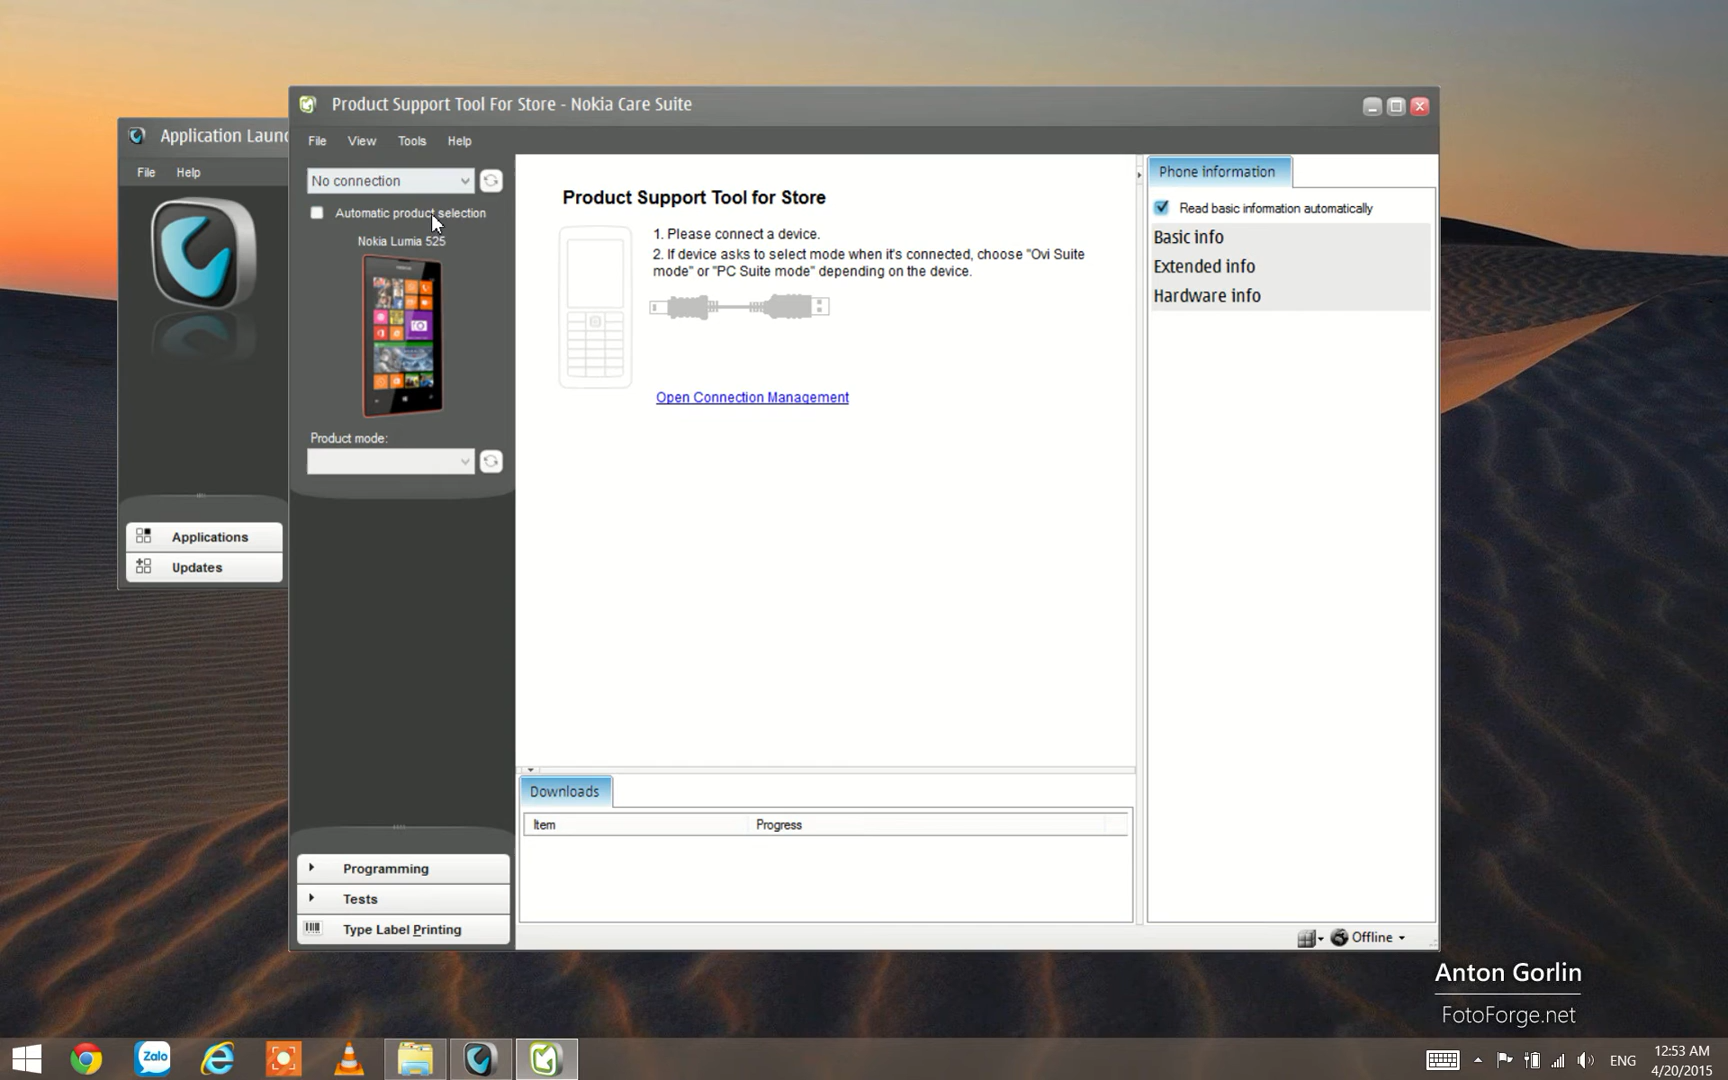 Product Support Tool For Store - Nokia Care Suite
Application Laun
File View Tools Help
File Help
No connection
Automatic product selection
Nokia Lumia 525
Product mode:
Product Support Tool for Store
1. Please connect a device.
2. If device asks to select mode when it's connected, choose "Ovi Suite
mode" or "PC Suite mode" depending on the device.
Open Connection Management
Phone information
Read basic information automatically
Basic info
Extended info
Hardware info
Applications
Updates
Downloads
Item Progress
Programming
Tests
Type Label Printing
Offline
Anton Gorlin
FotoForge.net
Zalo
ENG
12:53 AM
4/20/2015